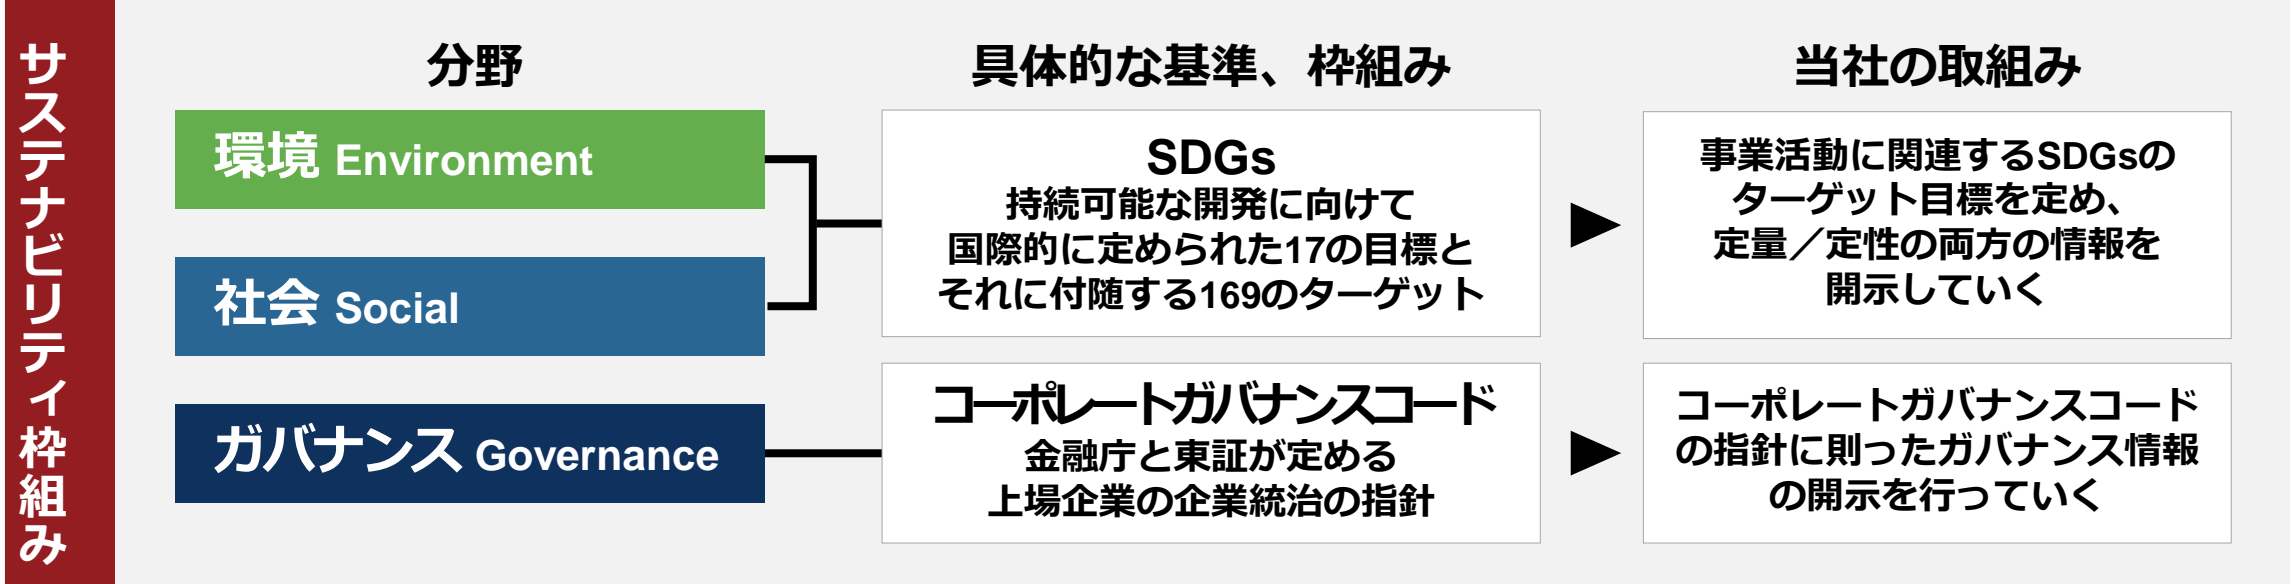 サステナビリティ枠組み
分野
具体的な基準、枠組み
当社の取組み
環境 Environment
社会 Social
ガバナンス Governance
SDGs
持続可能な開発に向けて
国際的に定められた17の目標と
それに付随する169のターゲット
事業活動に関連するSDGsの
ターゲット目標を定め、
定量／定性の両方の情報を
開示していく
コーポレートガバナンスコード
金融庁と東証が定める
上場企業の企業統治の指針
コーポレートガバナンスコード
の指針に則ったガバナンス情報
の開示を行っていく